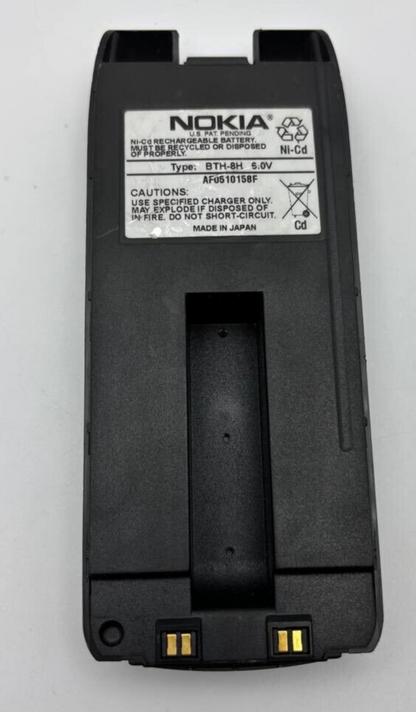 NOKIA®
U.S. PAT. PENDING
Ni-Cd RECHARGEABLE BATTERY.
MUST BE RECYCLED OR DISPOSED
OF PROPERLY.
Ni-Cd
Type: BTH-8H 6.0V
AF0510158F
CAUTIONS:
USE SPECIFIED CHARGER ONLY.
MAY EXPLODE IF DISPOSED OF
IN FIRE. DO NOT SHORT-CIRCUIT.
Cd
MADE IN JAPAN